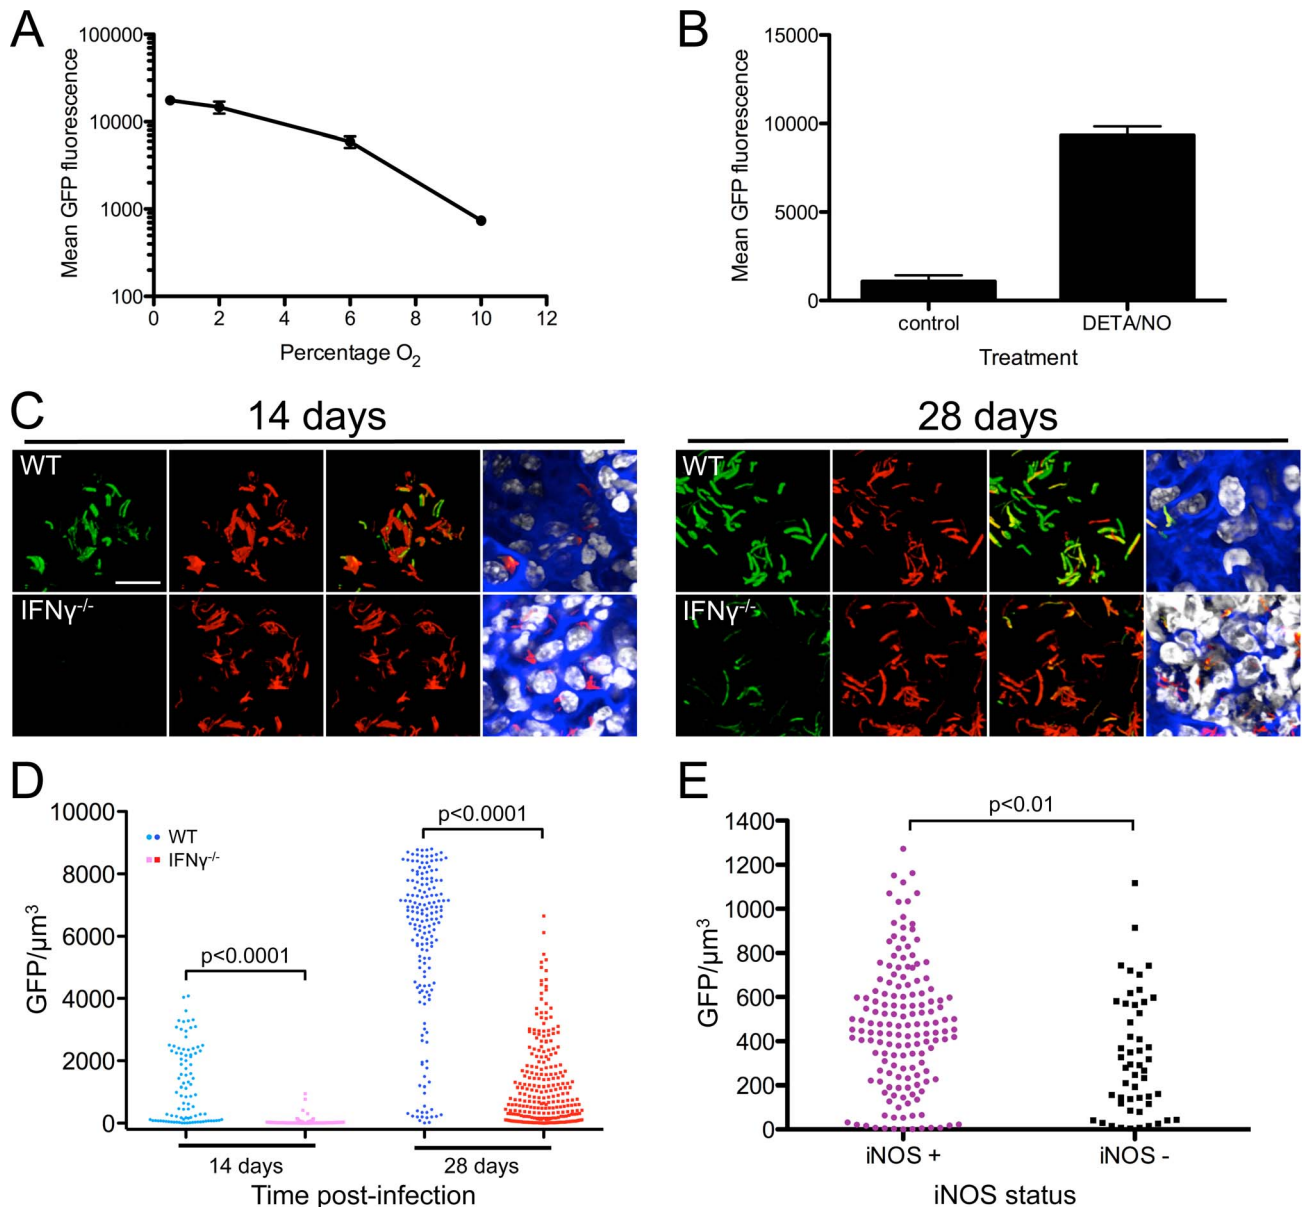 A
100000
10000
1000
100
Mean GFP fluorescence
0 2 4 6 8 10 12
Percentage O₂
B
15000
10000
5000
0
Mean GFP fluorescence
control DETA/NO
Treatment
C
14 days 28 days
WT WT
IFNγ-/- IFNγ-/-
D
10000
8000
6000
4000
2000
0
GFP/μm³
WT
IFNγ-/-
p<0.0001
p<0.0001
14 days 28 days
Time post-infection
E
1400
1200
1000
800
600
400
200
0
GFP/μm³
p<0.01
iNOS + iNOS -
iNOS status